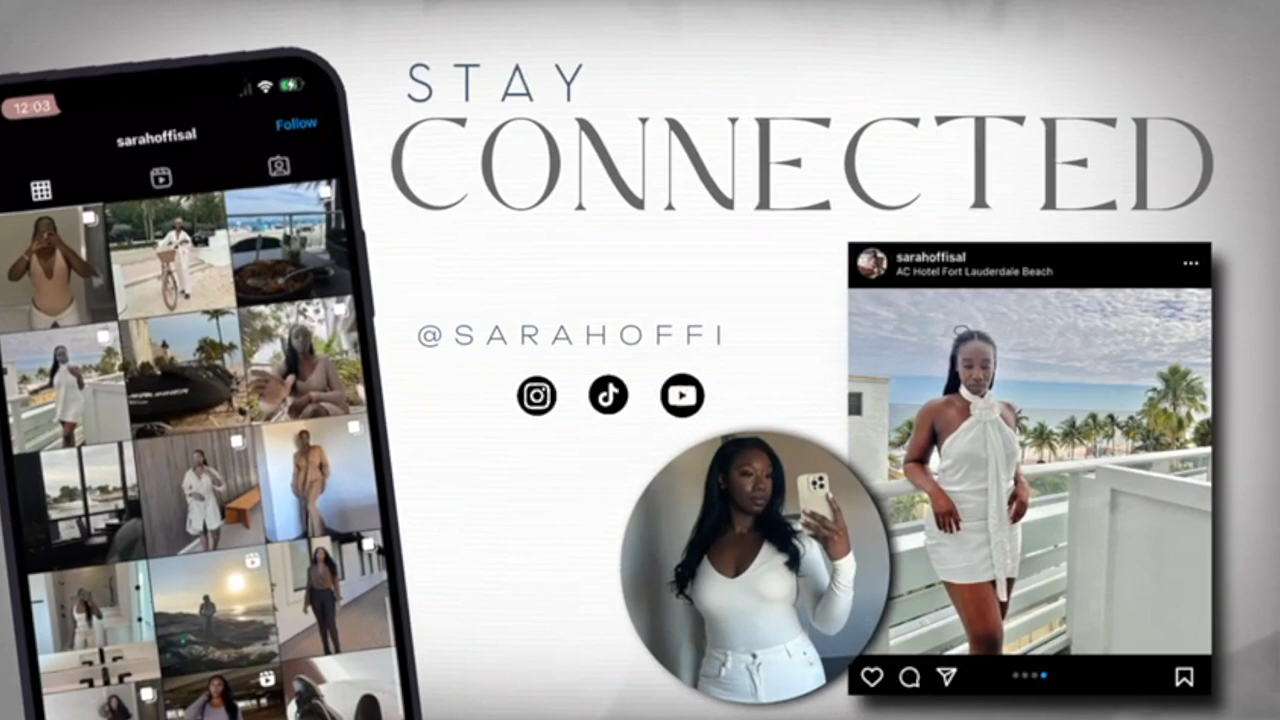 12:03
sarahoffisal
Follow
STAY
CONNECTED
@SARAHOFFI S
sarahoffisal
AC Hotel Fort Lauderdale Beach